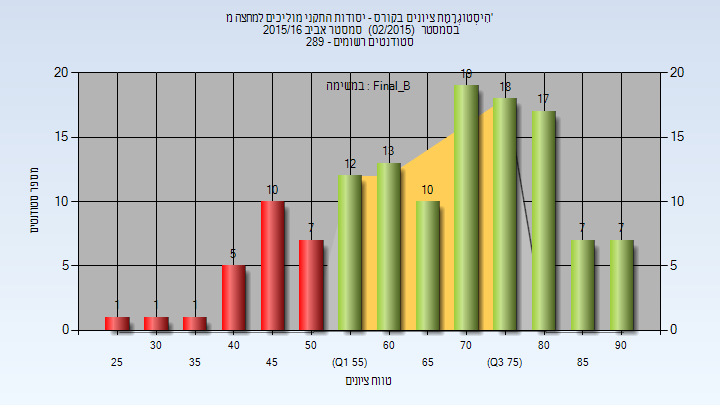 'הִיסְטוֹגְרָמַת ציונים בקורס - יסודות התקני מוליכים למחצה מ
בסמסטר (02/2015) סמסטר אביב 2015/16
סטודנטים רשומים - 289
במשימה : Final_B
מספר סטודנטים
20 20
15 15
10 10
5 5
0 0
1 1 1 5 10 7 12 13 10 19 18 17 7 7
30 40 50 60 70 80 90
25 35 45 (Q1 55) 65 (Q3 75) 85
טווח ציונים